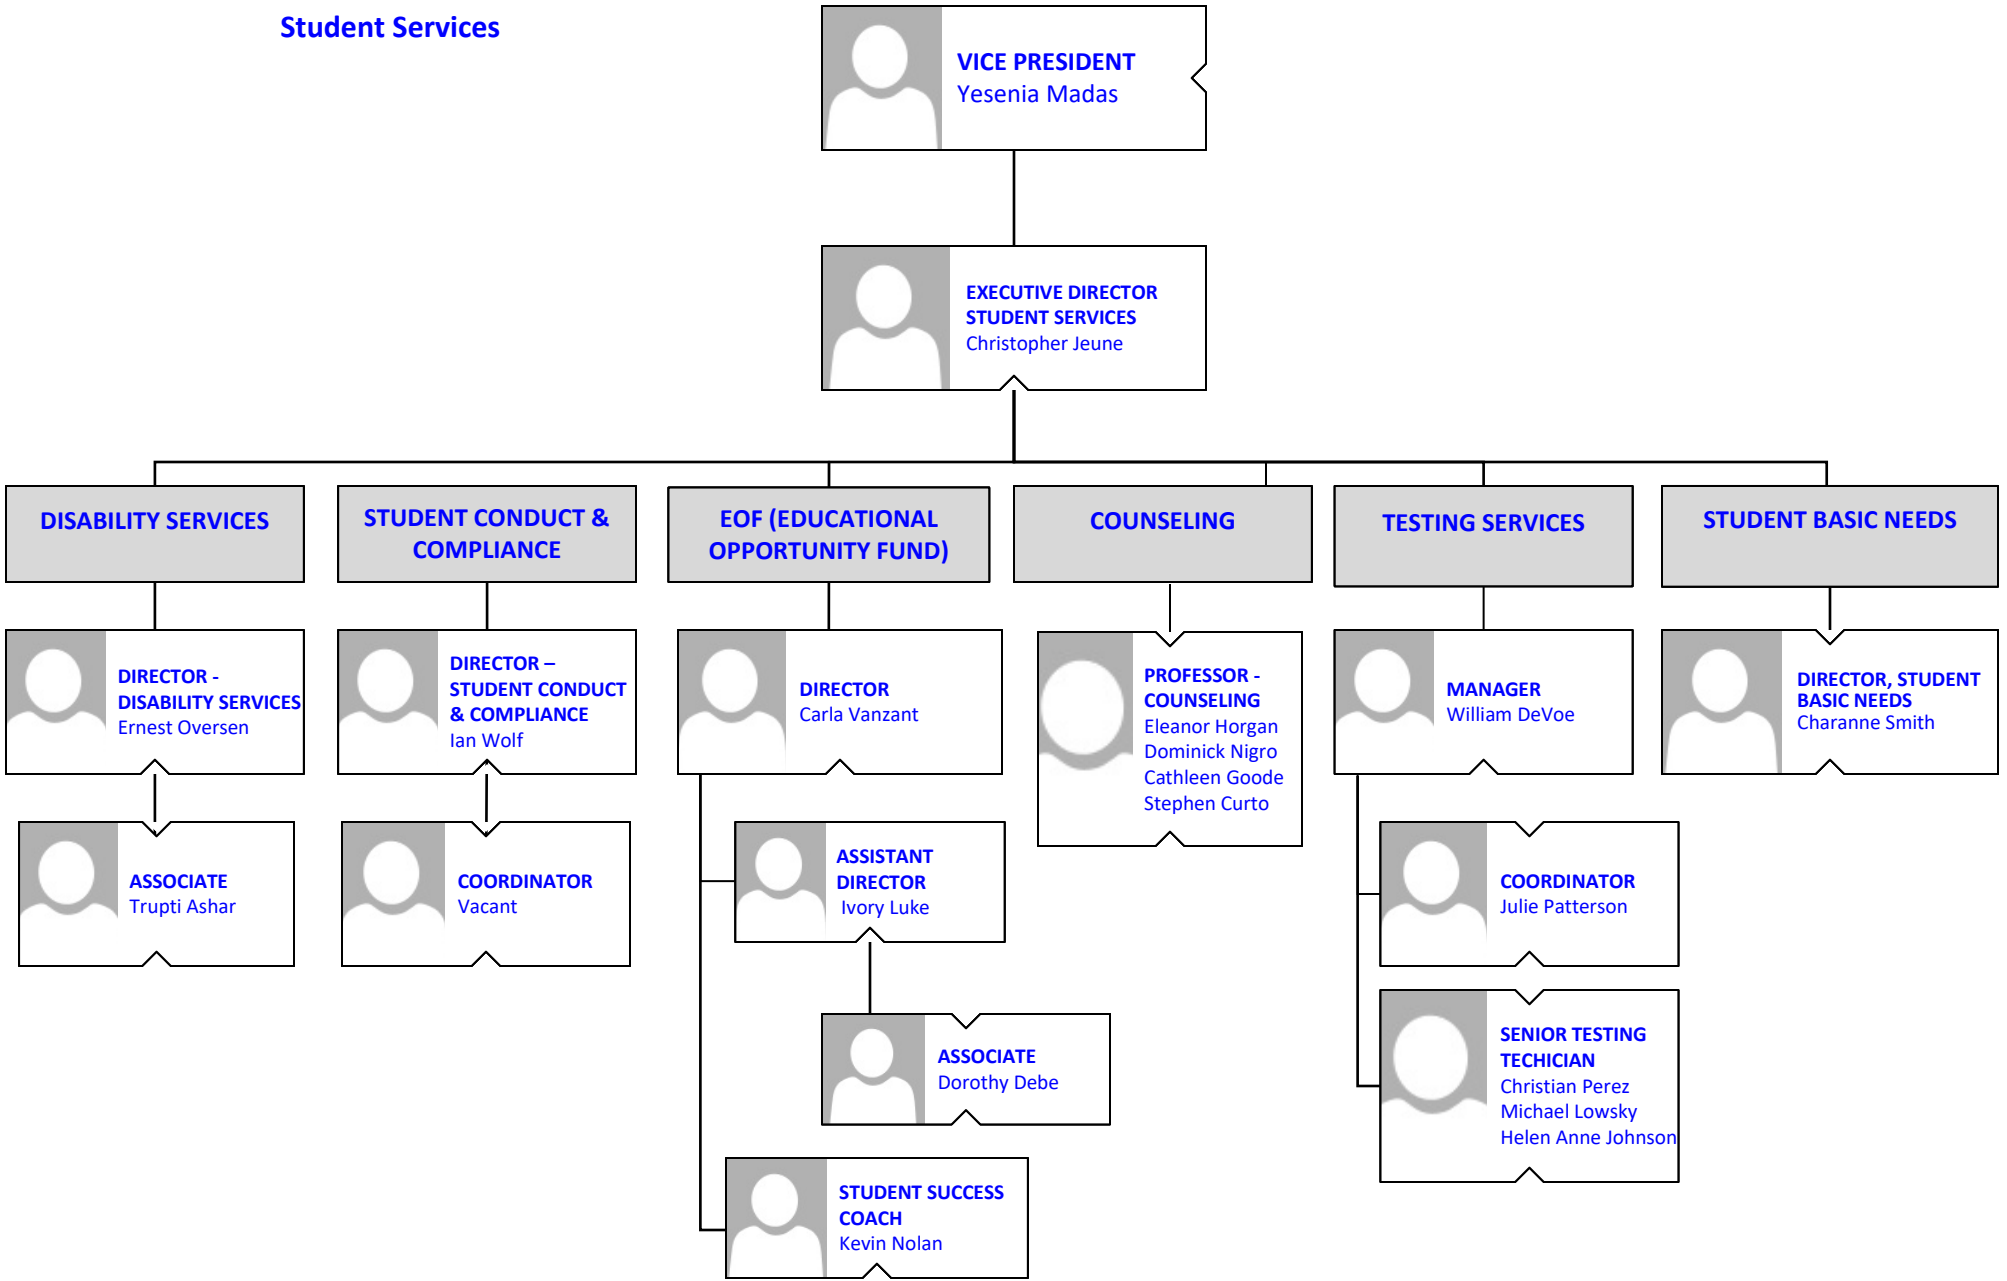 Student Services
VICE PRESIDENT
Yesenia Madas
EXECUTIVE DIRECTOR
STUDENT SERVICES
Christopher Jeune
DISABILITY SERVICES
STUDENT CONDUCT &
COMPLIANCE
EOF (EDUCATIONAL
OPPORTUNITY FUND)
COUNSELING
TESTING SERVICES
STUDENT BASIC NEEDS
DIRECTOR -
DISABILITY SERVICES
Ernest Oversen
DIRECTOR –
STUDENT CONDUCT
& COMPLIANCE
Ian Wolf
DIRECTOR
Carla Vanzant
PROFESSOR -
COUNSELING
Eleanor Horgan
Dominick Nigro
Cathleen Goode
Stephen Curto
MANAGER
William DeVoe
DIRECTOR, STUDENT
BASIC NEEDS
Charanne Smith
ASSOCIATE
Trupti Ashar
COORDINATOR
Vacant
ASSISTANT
DIRECTOR
Ivory Luke
COORDINATOR
Julie Patterson
ASSOCIATE
Dorothy Debe
SENIOR TESTING
TECHICIAN
Christian Perez
Michael Lowsky
Helen Anne Johnson
STUDENT SUCCESS
COACH
Kevin Nolan